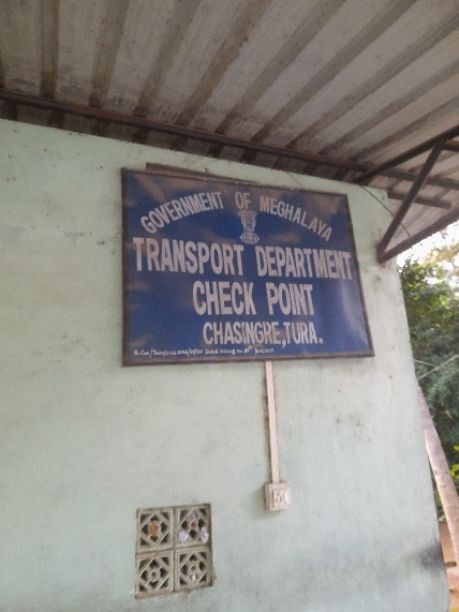 GOVERNMENT OF MEGHALAYA
TRANSPORT DEPARTMENT
CHECK POINT
CHASINGRE, TURA.